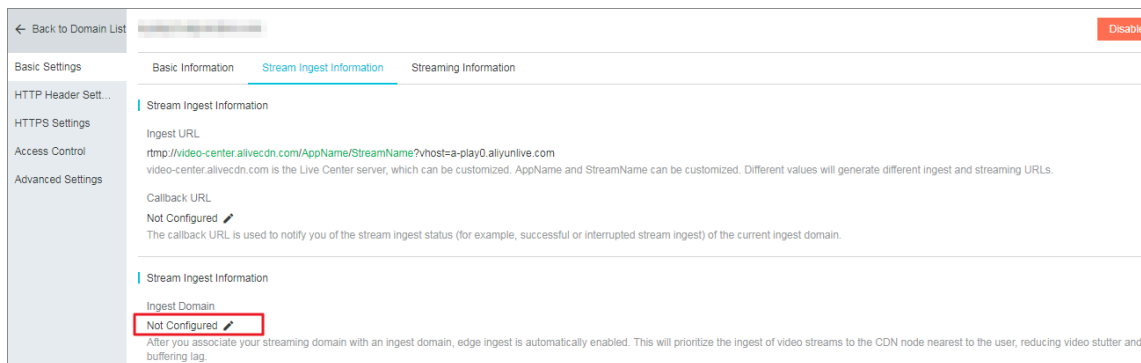 ← Back to Domain List
Disable
Basic Settings
HTTP Header Sett...
HTTPS Settings
Access Control
Advanced Settings
Basic Information
Stream Ingest Information
Streaming Information
Stream Ingest Information
Ingest URL
rtmp://video-center.alivecdn.com/AppName/StreamName?vhost=a-play0.aliyunlive.com
video-center.alivecdn.com is the Live Center server, which can be customized. AppName and StreamName can be customized. Different values will generate different ingest and streaming URLs.
Callback URL
Not Configured
The callback URL is used to notify you of the stream ingest status (for example, successful or interrupted stream ingest) of the current ingest domain.
Stream Ingest Information
Ingest Domain
Not Configured
After you associate your streaming domain with an ingest domain, edge ingest is automatically enabled. This will prioritize the ingest of video streams to the CDN node nearest to the user, reducing video stutter and
buffering lag.